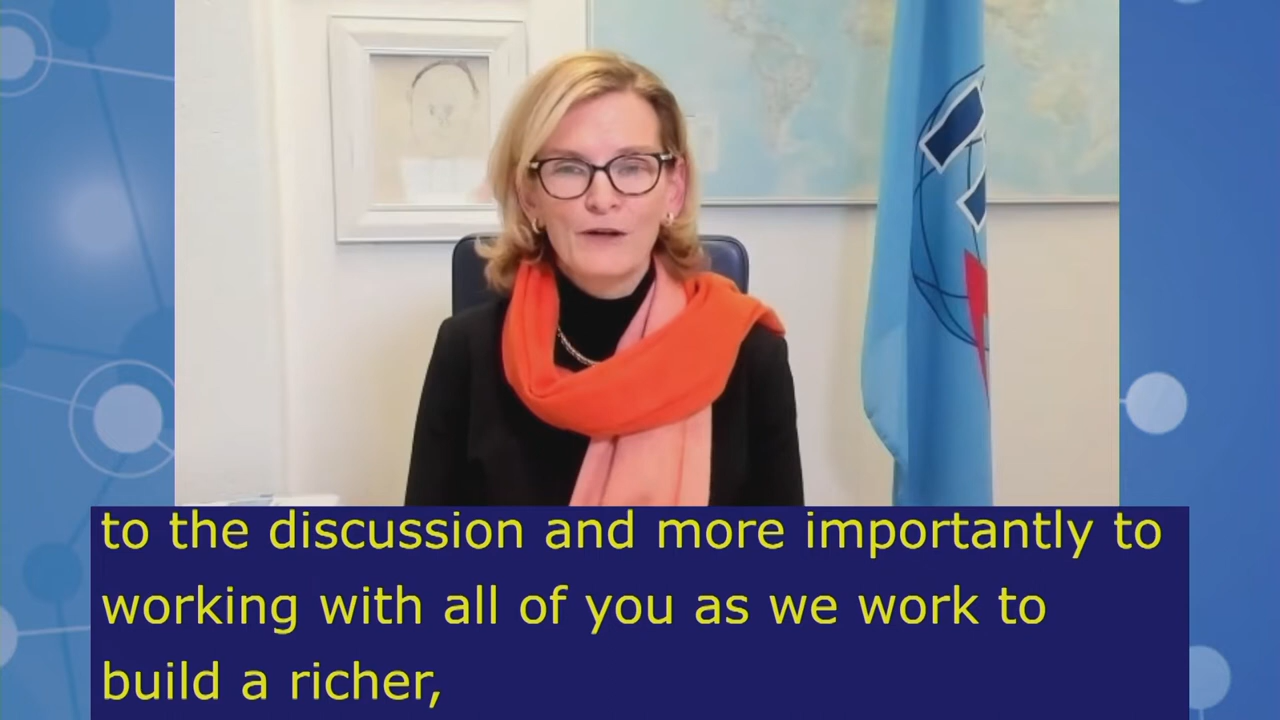 to the discussion and more importantly to
working with all of you as we work to
build a richer,